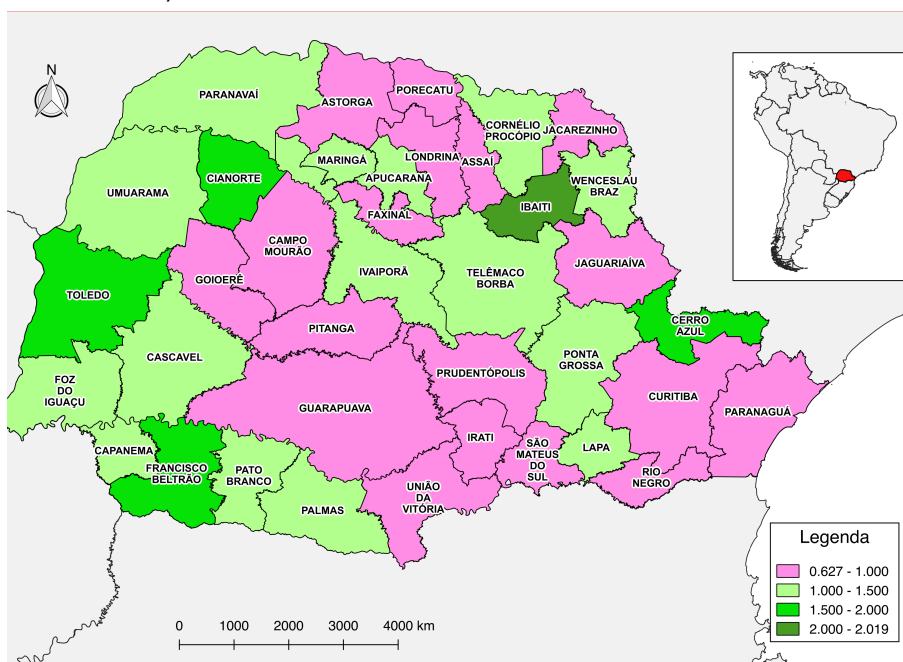 N
PARANAVAÍ
ASTORGA
PORECATU
CORNÉLIO
PROCÓPIO
JACAREZINHO
MARINGÁ
LONDRINA
ASSAÍ
APUCARANA
WENCESLAU
BRAZ
UMUARAMA
CIANORTE
IBAITI
FAXINAL
CAMPO
MOURÃO
GOIOERÊ
IVAIPORÃ
TELÊMACO
BORBA
JAGUARIAÍVA
TOLEDO
PITANGA
CERRO
AZUL
CASCAVEL
PONTA
GROSSA
FOZ
DO
IGUAÇU
PRUDENTÓPOLIS
GUARAPUAVA
CURITIBA
PARANAGUÁ
IRATI
SÃO
MATEUS
DO
SUL
LAPA
CAPANEMA
FRANCISCO
BELTRÃO
PATO
BRANCO
RIO
NEGRO
UNIÃO
DA
VITÓRIA
PALMAS
Legenda
0.627 - 1.000
1.000 - 1.500
1.500 - 2.000
2.000 - 2.019
0 1000 2000 3000 4000 km